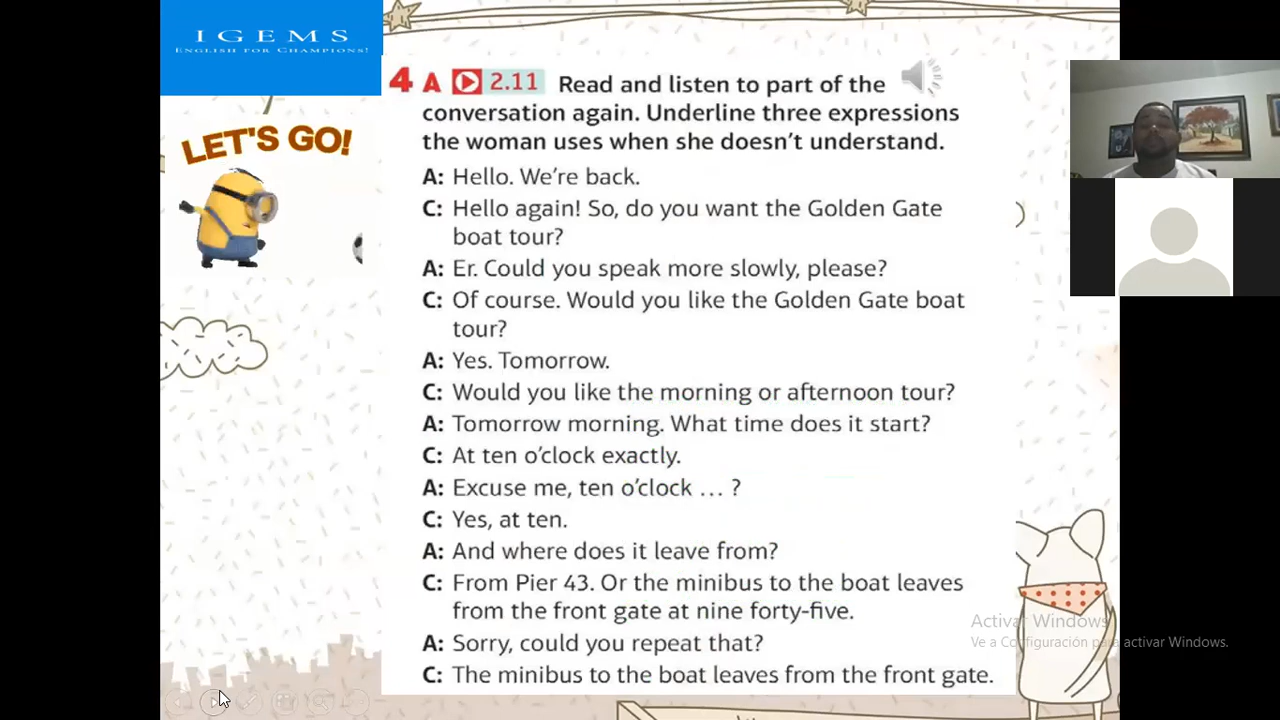 IGEMS
ENGLISH FOR CHAMPIONS!
LET'S GO!
4 A 2.11 Read and listen to part of the
conversation again. Underline three expressions
the woman uses when she doesn't understand.
A: Hello. We're back.
C: Hello again! So, do you want the Golden Gate
boat tour?
A: Er. Could you speak more slowly, please?
C: Of course. Would you like the Golden Gate boat
tour?
A: Yes. Tomorrow.
C: Would you like the morning or afternoon tour?
A: Tomorrow morning. What time does it start?
C: At ten o'clock exactly.
A: Excuse me, ten o'clock … ?
C: Yes, at ten.
A: And where does it leave from?
C: From Pier 43. Or the minibus to the boat leaves
from the front gate at nine forty-five.
A: Sorry, could you repeat that?
C: The minibus to the boat leaves from the front gate.
Activar Windows
Ve a Configuración para activar Windows.